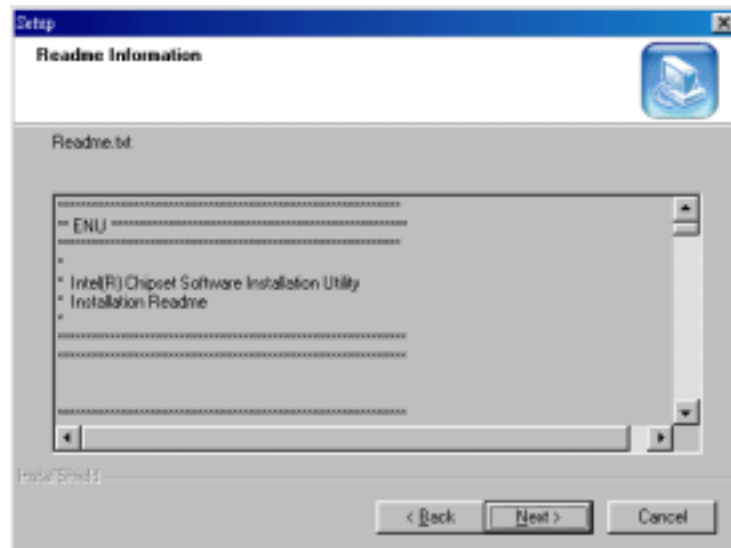 Setup
Readme Information
Readme.txt
** ENU **
*
* Intel(R) Chipset Software Installation Utility
* Installation Readme
*
InstallShield
< Back
Next >
Cancel